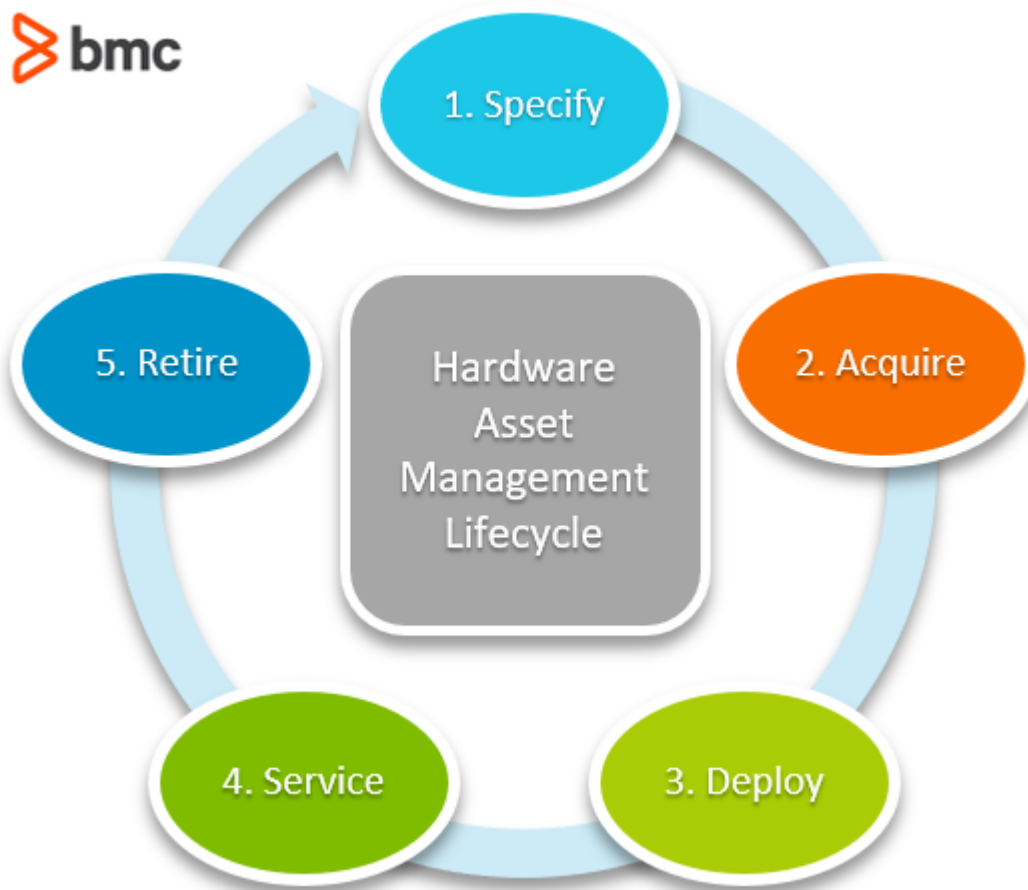 bmc
1. Specify
2. Acquire
3. Deploy
4. Service
5. Retire
Hardware
Asset
Management
Lifecycle